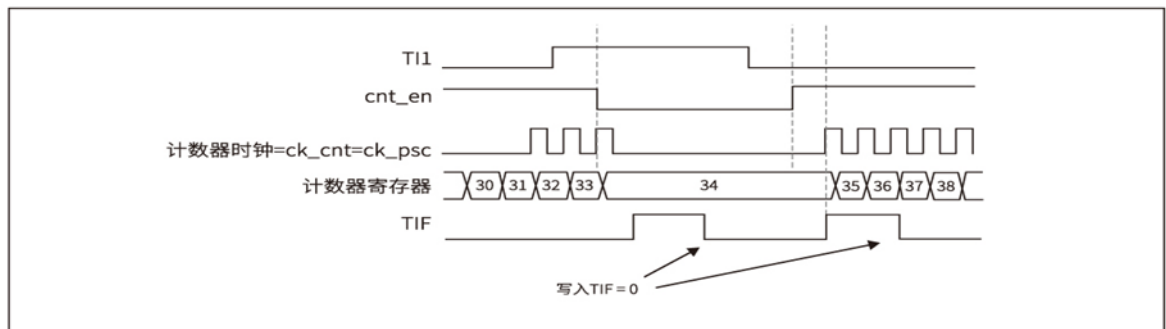 TI1
cnt_en
计数器时钟=ck_cnt=ck_psc
计数器寄存器 30 31 32 33 34 35 36 37 38
TIF
写入TIF=0